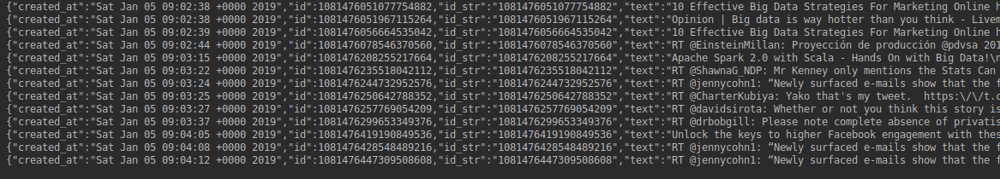 {"created_at":"Sat Jan 05 09:02:38 +0000 2019","id":1081476051077754882,"id_str":"1081476051077754882","text":"10 Effective Big Data Strategies For Marketing Online h
{"created_at":"Sat Jan 05 09:02:38 +0000 2019","id":1081476051967115264,"id_str":"1081476051967115264","text":"Opinion | Big data is way hotter than you think - Livem
{"created_at":"Sat Jan 05 09:02:39 +0000 2019","id":1081476056664535042,"id_str":"1081476056664535042","text":"10 Effective Big Data Strategies For Marketing Online h
{"created_at":"Sat Jan 05 09:02:44 +0000 2019","id":1081476078546370560,"id_str":"1081476078546370560","text":"RT @EinsteinMillan: Proyección de producción @pdvsa 201
{"created_at":"Sat Jan 05 09:03:15 +0000 2019","id":1081476208255217664,"id_str":"1081476208255217664","text":"Apache Spark 2.0 with Scala - Hands On with Big Data!\r
{"created_at":"Sat Jan 05 09:03:22 +0000 2019","id":1081476235518042112,"id_str":"1081476235518042112","text":"RT @ShawnaG_NDP: Mr Kenney only mentions the Stats Can
{"created_at":"Sat Jan 05 09:03:24 +0000 2019","id":1081476244732952576,"id_str":"1081476244732952576","text":"RT @jennycohn1: “Newly surfaced e-mails show that the f
{"created_at":"Sat Jan 05 09:03:25 +0000 2019","id":1081476250642788352,"id_str":"1081476250642788352","text":"RT @CharterKubiya: Yako that's my tweet.  https:\/\/t.c
{"created_at":"Sat Jan 05 09:03:27 +0000 2019","id":1081476257769054209,"id_str":"1081476257769054209","text":"RT @davidsirota: Whether or not you think this story is
{"created_at":"Sat Jan 05 09:03:37 +0000 2019","id":1081476299653349376,"id_str":"1081476299653349376","text":"RT @drbobgill: Please note complete absence of privatis
{"created_at":"Sat Jan 05 09:04:05 +0000 2019","id":1081476419190849536,"id_str":"1081476419190849536","text":"Unlock the keys to higher Facebook engagement with thes
{"created_at":"Sat Jan 05 09:04:08 +0000 2019","id":1081476428548489216,"id_str":"1081476428548489216","text":"RT @jennycohn1: “Newly surfaced e-mails show that the f
{"created_at":"Sat Jan 05 09:04:12 +0000 2019","id":1081476447309508608,"id_str":"1081476447309508608","text":"RT @jennycohn1: “Newly surfaced e-mails show that the f